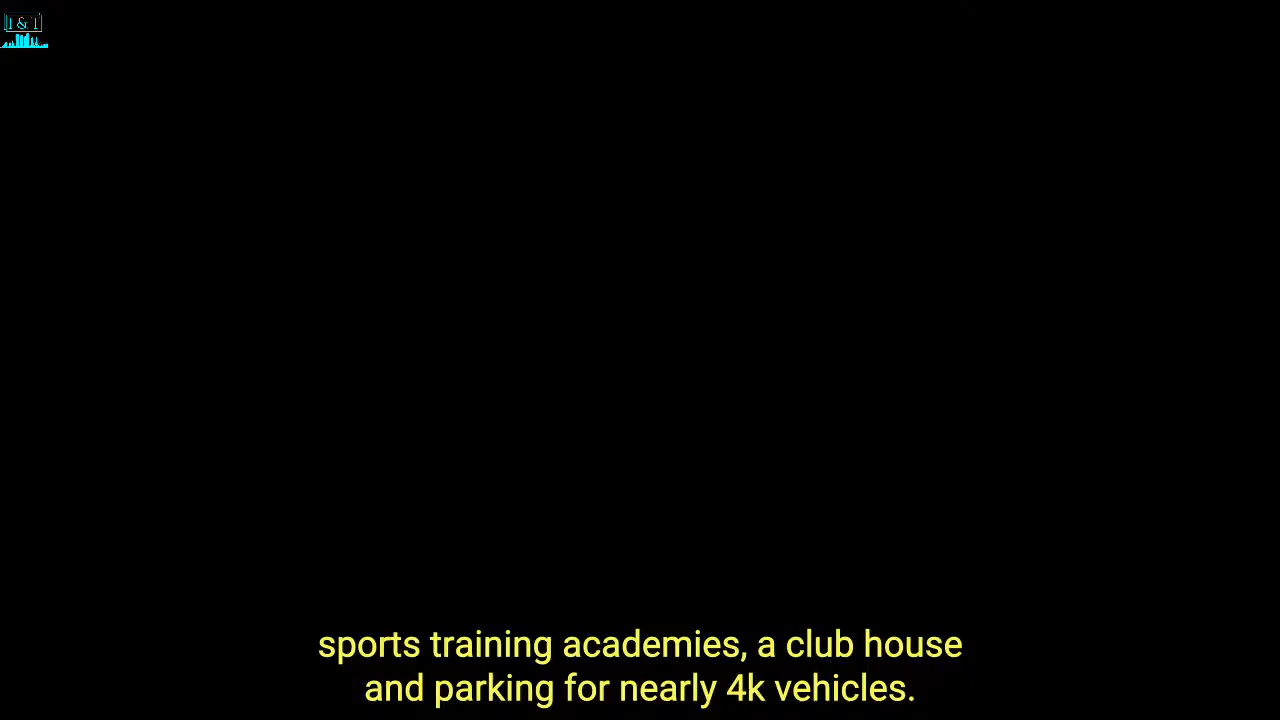 I & I
sports training academies, a club house
and parking for nearly 4k vehicles.